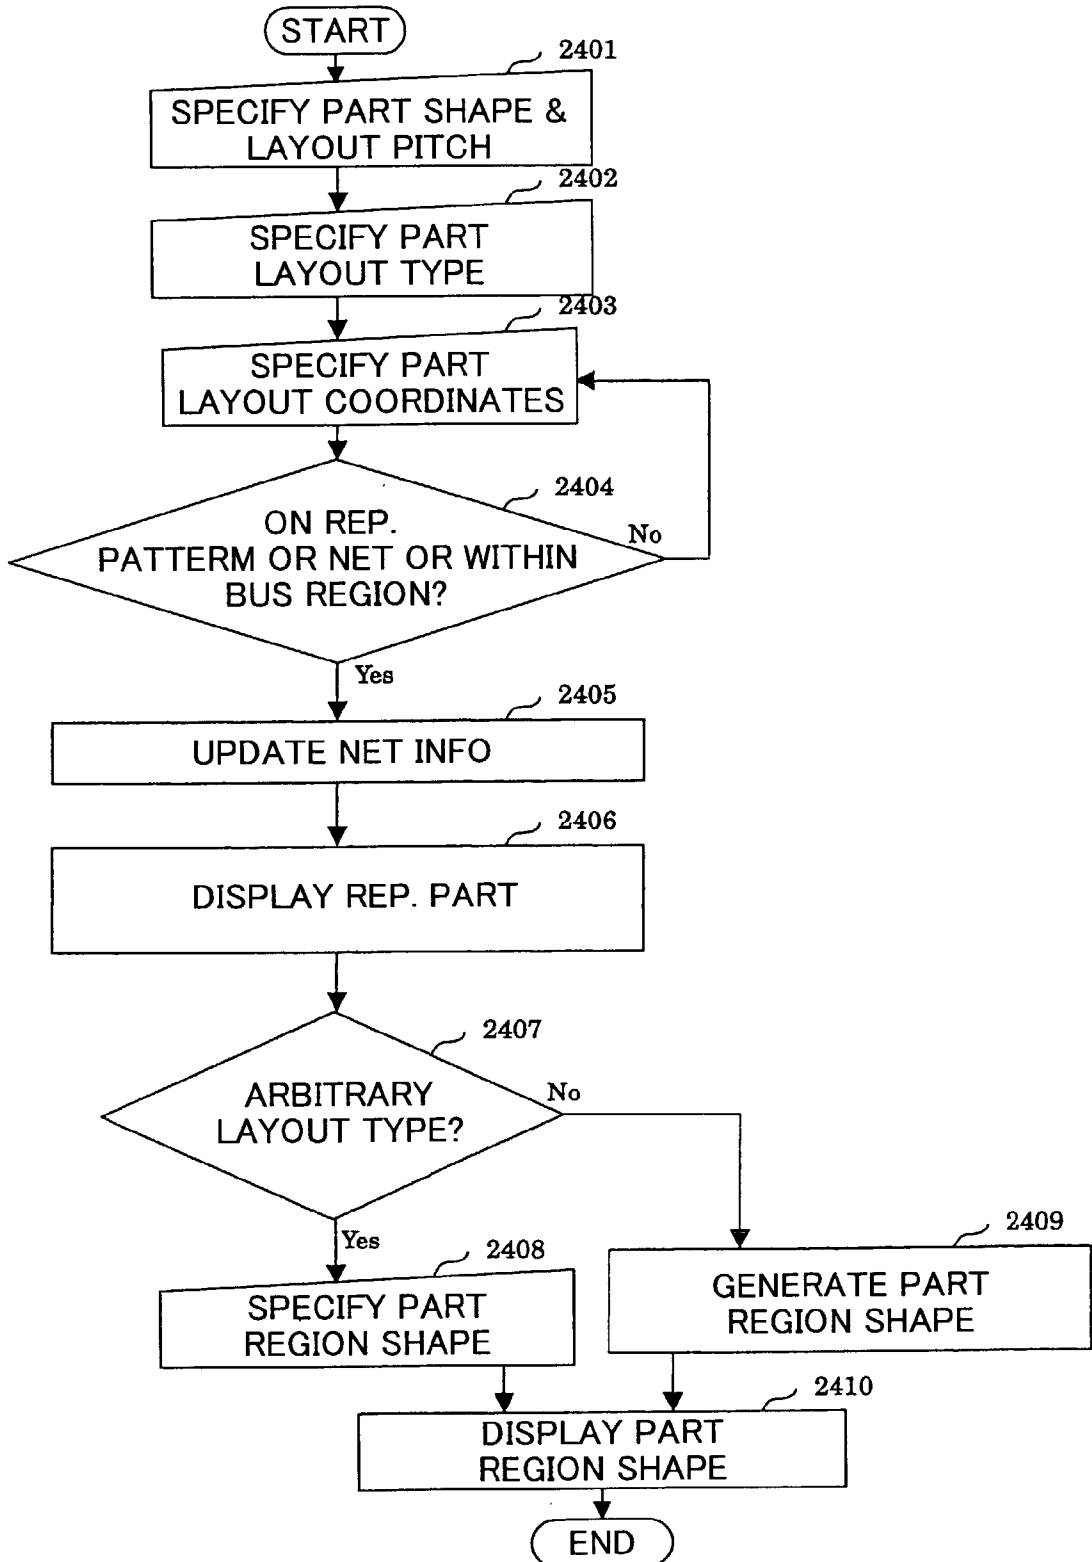 START
2401
SPECIFY PART SHAPE &
LAYOUT PITCH
2402
SPECIFY PART
LAYOUT TYPE
2403
SPECIFY PART
LAYOUT COORDINATES
2404
ON REP.
PATTERM OR NET OR WITHIN
BUS REGION?
No
Yes
2405
UPDATE NET INFO
2406
DISPLAY REP. PART
2407
ARBITRARY
LAYOUT TYPE?
No
Yes
2408
SPECIFY PART
REGION SHAPE
2409
GENERATE PART
REGION SHAPE
2410
DISPLAY PART
REGION SHAPE
END